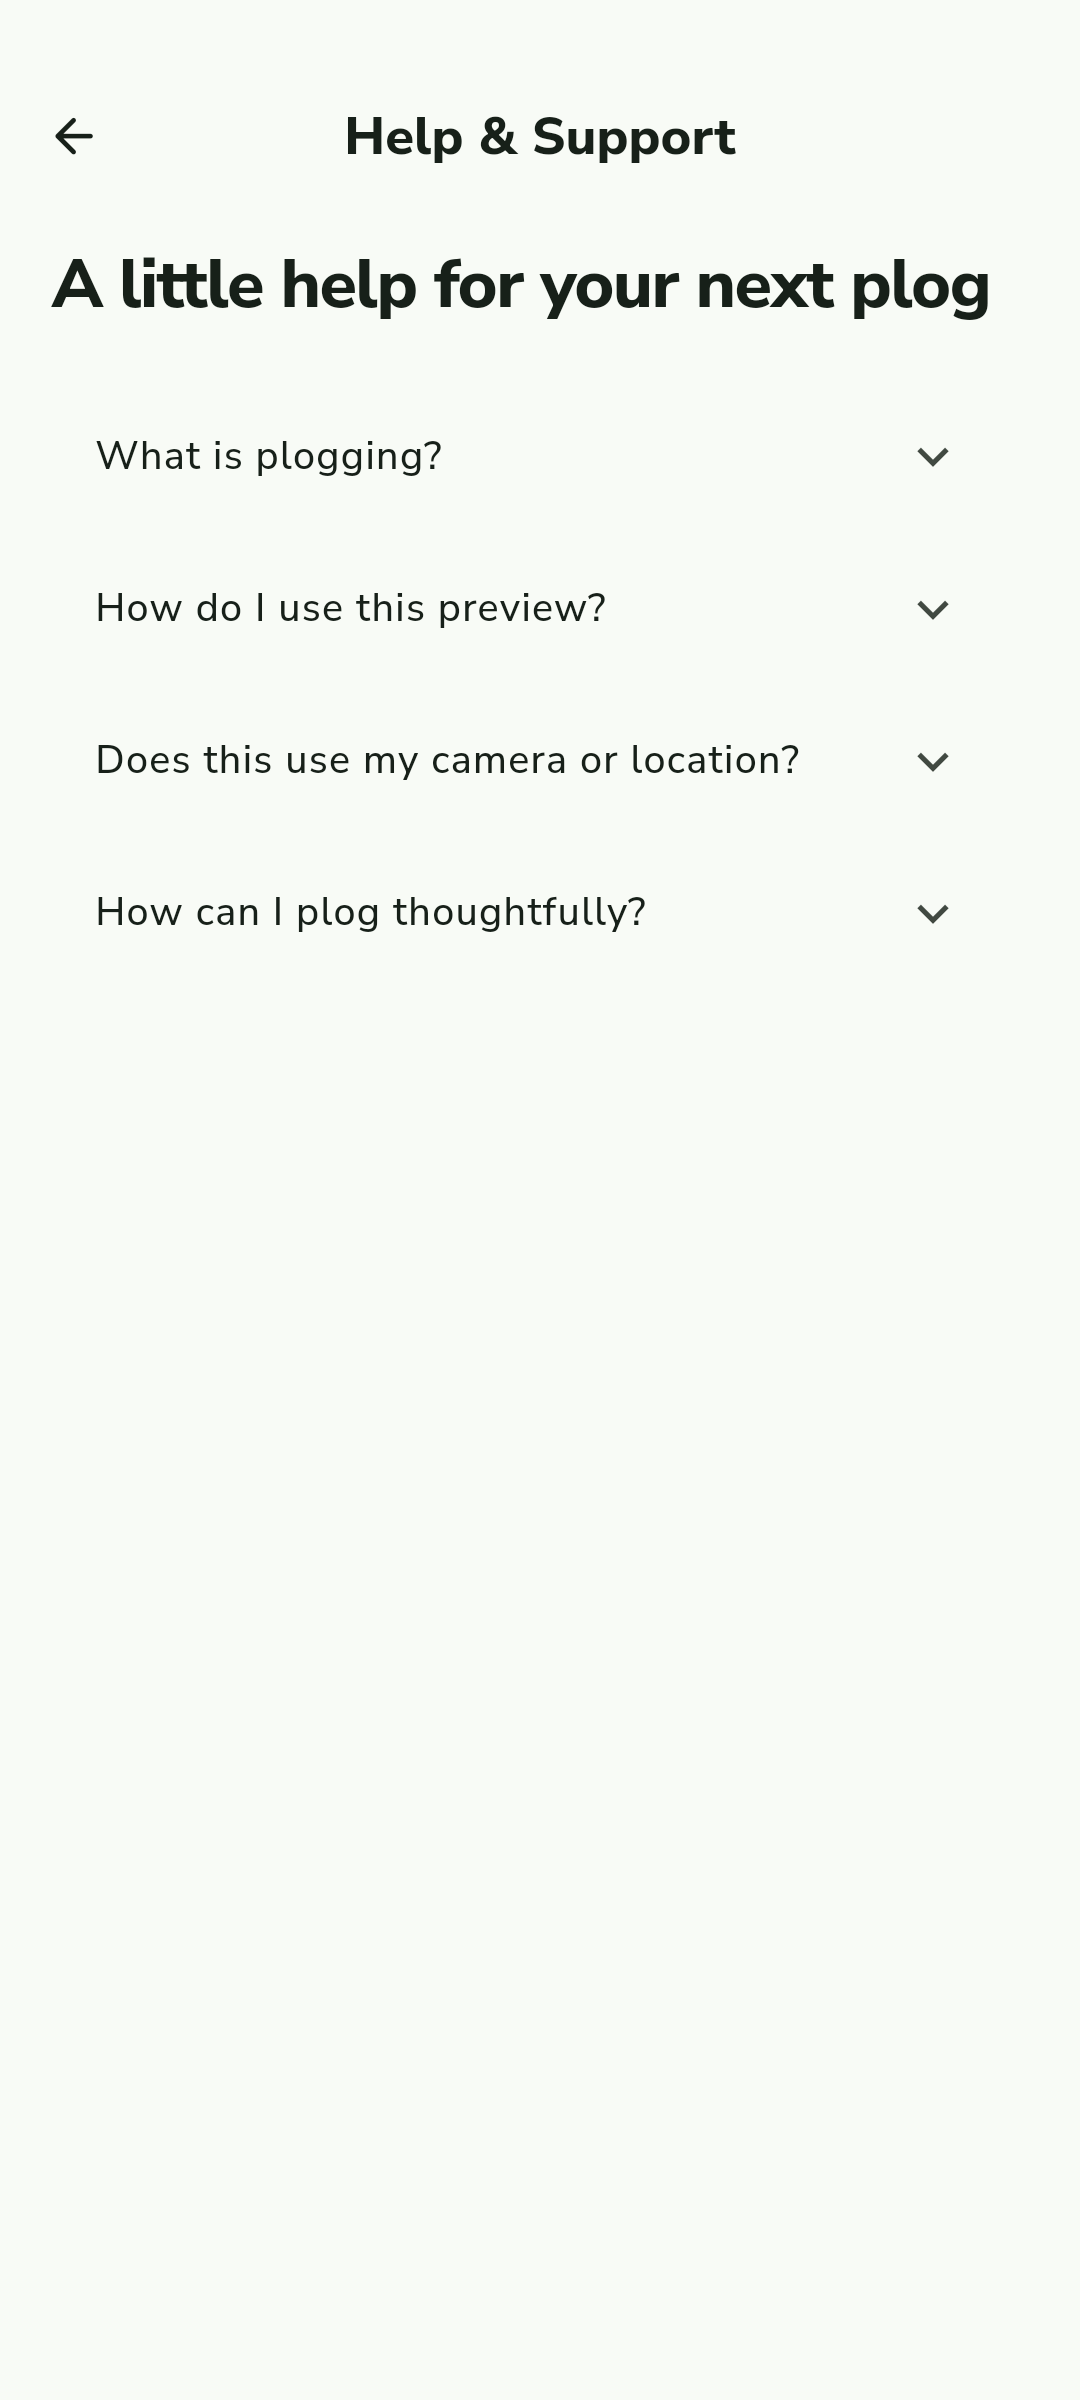 Help & Support
A little help for your next plog
What is plogging?
How do I use this preview?
Does this use my camera or location?
How can I plog thoughtfully?